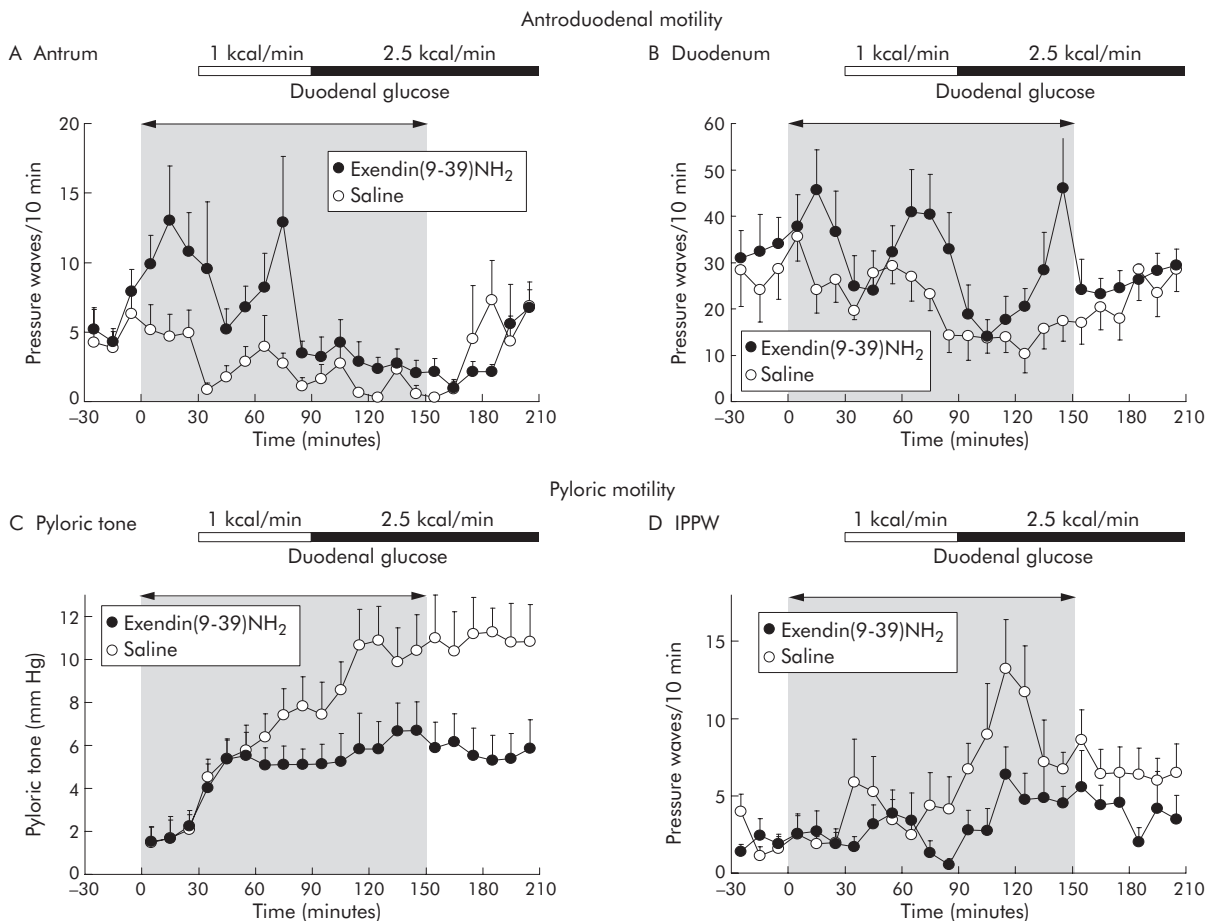 Antroduodenal motility
A Antrum
1 kcal/min 2.5 kcal/min
Duodenal glucose
20
15
10
5
0
Pressure waves/10 min
Exendin(9-39)NH2
Saline
–30 0 30 60 90 120 150 180 210
Time (minutes)
B Duodenum
1 kcal/min 2.5 kcal/min
Duodenal glucose
60
50
40
30
20
10
0
Pressure waves/10 min
Exendin(9-39)NH2
Saline
–30 0 30 60 90 120 150 180 210
Time (minutes)
Pyloric motility
C Pyloric tone
1 kcal/min 2.5 kcal/min
Duodenal glucose
12
10
8
6
4
2
0
Pyloric tone (mm Hg)
Exendin(9-39)NH2
Saline
–30 0 30 60 90 120 150 180 210
Time (minutes)
D IPPW
1 kcal/min 2.5 kcal/min
Duodenal glucose
15
10
5
0
Pressure waves/10 min
Exendin(9-39)NH2
Saline
–30 0 30 60 90 120 150 180 210
Time (minutes)